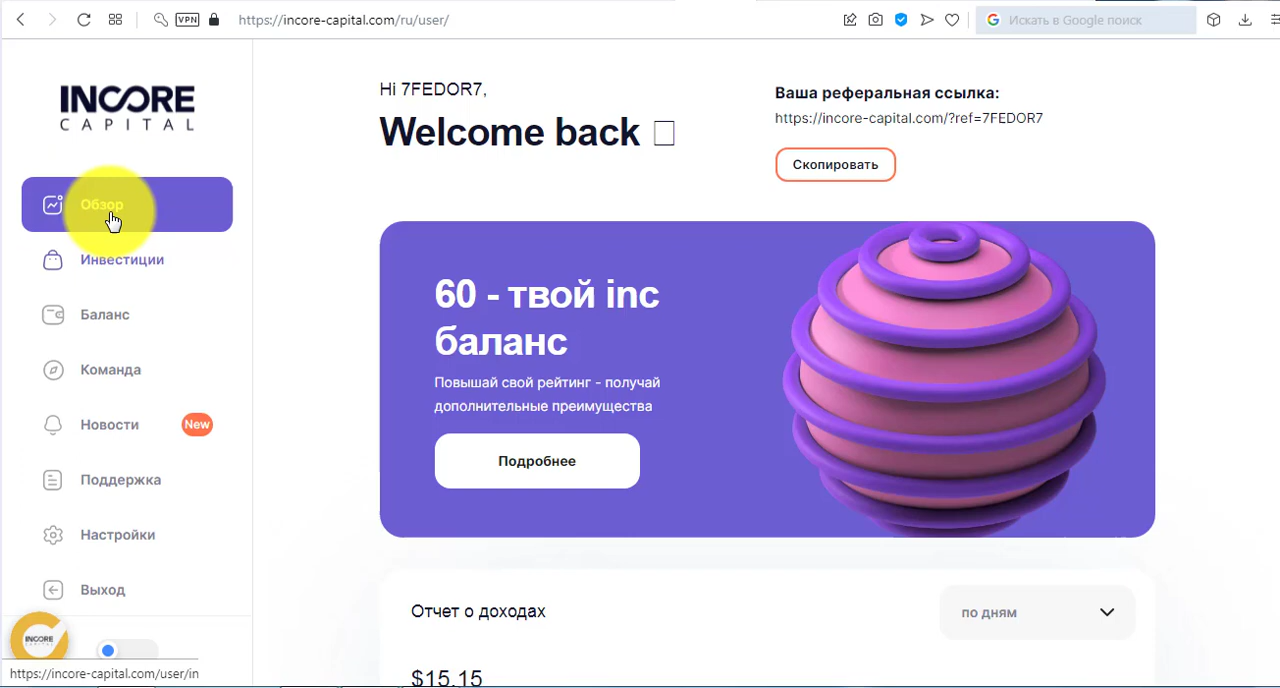 VPN
https://incore-capital.com/ru/user/
Искать в Google поиск
INCORE
CAPITAL
Обзор
Инвестиции
Баланс
Команда
Новости
New
Поддержка
Настройки
Выход
INCORE
CAPITAL
https://incore-capital.com/user/in
Hi 7FEDOR7,
Welcome back
Ваша реферальная ссылка:
https://incore-capital.com/?ref=7FEDOR7
Скопировать
60 - твой inc
баланс
Повышай свой рейтинг - получай
дополнительные преимущества
Подробнее
Отчет о доходах
по дням
$15.15